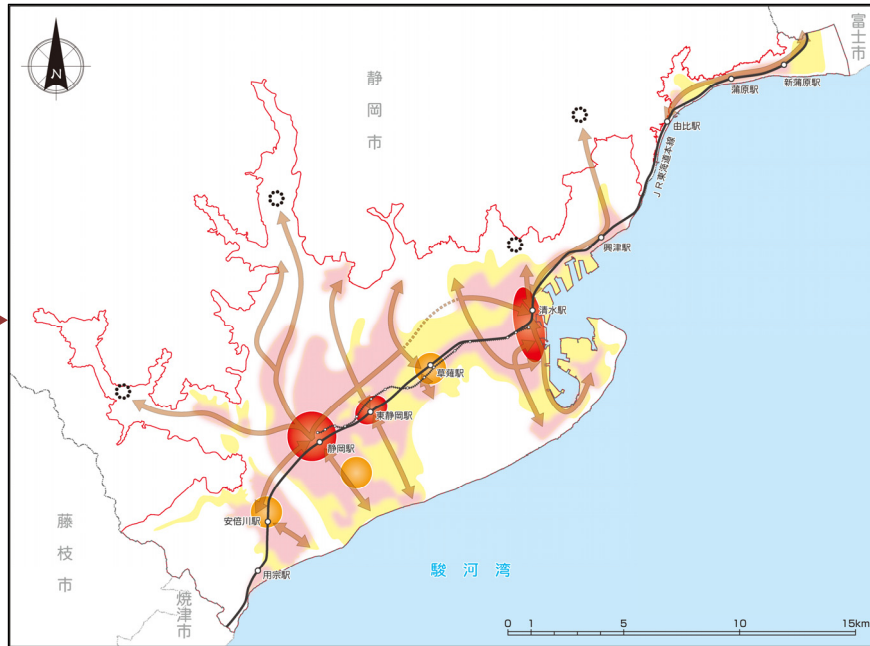 N
静岡市
富士市
新蒲原駅
蒲原駅
由比駅
JR東海道本線
興津駅
清水駅
草薙駅
東静岡駅
静岡駅
安倍川駅
用宗駅
藤枝市
焼津市
駿河湾
0 1 5 10 15km